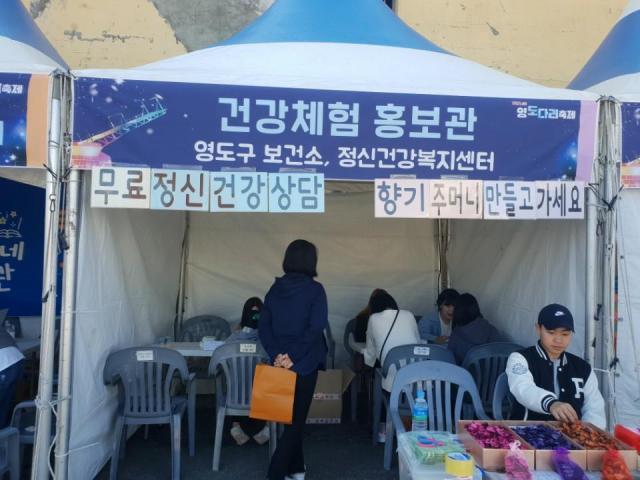 건강체험 홍보관
영도다리축제
영도구 보건소, 정신건강복지센터
무료정신건강상담
향기주머니만들고가세요